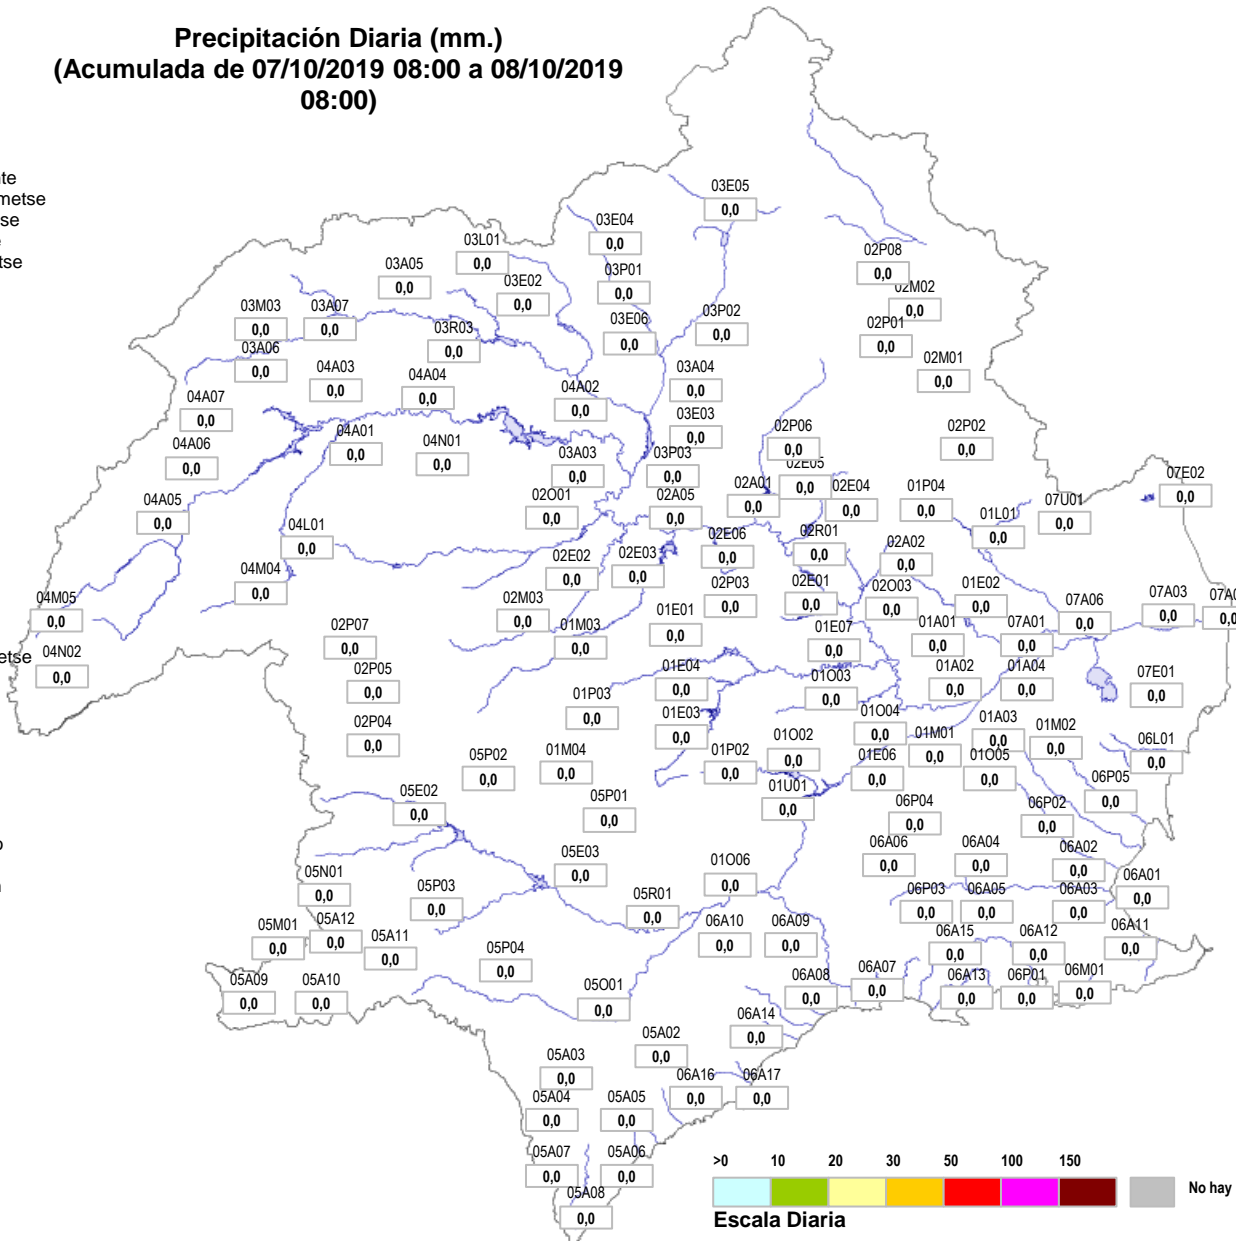 Precipitación Diaria (mm.)
(Acumulada de 07/10/2019 08:00 a 08/10/2019
08:00)
03E05
0,0
03E04
0,0
03L01
0,0
02P08
0,0
03A05
0,0
03P01
0,0
03E02
0,0
02M02
0,0
03M03
0,0
03A07
0,0
03E06
0,0
03P02
0,0
03R03
0,0
02P01
0,0
03A06
0,0
04A03
0,0
04A04
0,0
03A04
0,0
02M01
0,0
04A07
0,0
04A02
0,0
03E03
0,0
04A06
0,0
04A01
0,0
04N01
0,0
02P06
0,0
02P02
0,0
03A03
0,0
03P03
0,0
02E05
0,0
07E02
0,0
04A05
0,0
02O01
0,0
02A05
0,0
02A01
0,0
02E04
0,0
01P04
0,0
07U01
0,0
01L01
0,0
04L01
0,0
02E06
0,0
02R01
0,0
02A02
0,0
02E02
0,0
02E03
0,0
04M04
0,0
02P03
0,0
02E01
0,0
02O03
0,0
01E02
0,0
07A03
0,0
04M05
0,0
02M03
0,0
01E01
0,0
07A06
0,0
02P07
0,0
01M03
0,0
01E07
0,0
01A01
0,0
07A01
0,0
etse
04N02
0,0
02P05
0,0
01E04
0,0
01O03
0,0
01A02
0,0
01A04
0,0
07E01
0,0
01P03
0,0
02P04
0,0
01E03
0,0
01O04
0,0
01A03
0,0
01M02
0,0
05P02
0,0
01M04
0,0
01P02
0,0
01O02
0,0
01M01
0,0
06L01
0,0
01E06
0,0
01O05
0,0
05E02
0,0
05P01
0,0
01U01
0,0
06P05
0,0
06P04
0,0
06P02
0,0
05E03
0,0
01O06
0,0
06A06
0,0
06A04
0,0
06A02
0,0
05N01
0,0
05P03
0,0
05R01
0,0
06P03
0,0
06A05
0,0
06A03
0,0
06A01
0,0
05M01
0,0
05A12
0,0
05A11
0,0
06A10
0,0
06A09
0,0
06A15
0,0
06A12
0,0
06A11
0,0
05P04
0,0
05A09
0,0
05A10
0,0
05O01
0,0
06A08
0,0
06A07
0,0
06A13
0,0
06P01
0,0
06M01
0,0
06A14
0,0
05A02
0,0
05A03
0,0
06A16
0,0
06A17
0,0
05A04
0,0
05A05
0,0
05A07
0,0
05A06
0,0
05A08
0,0
>0 10 20 30 50 100 150
No hay
Escala Diaria